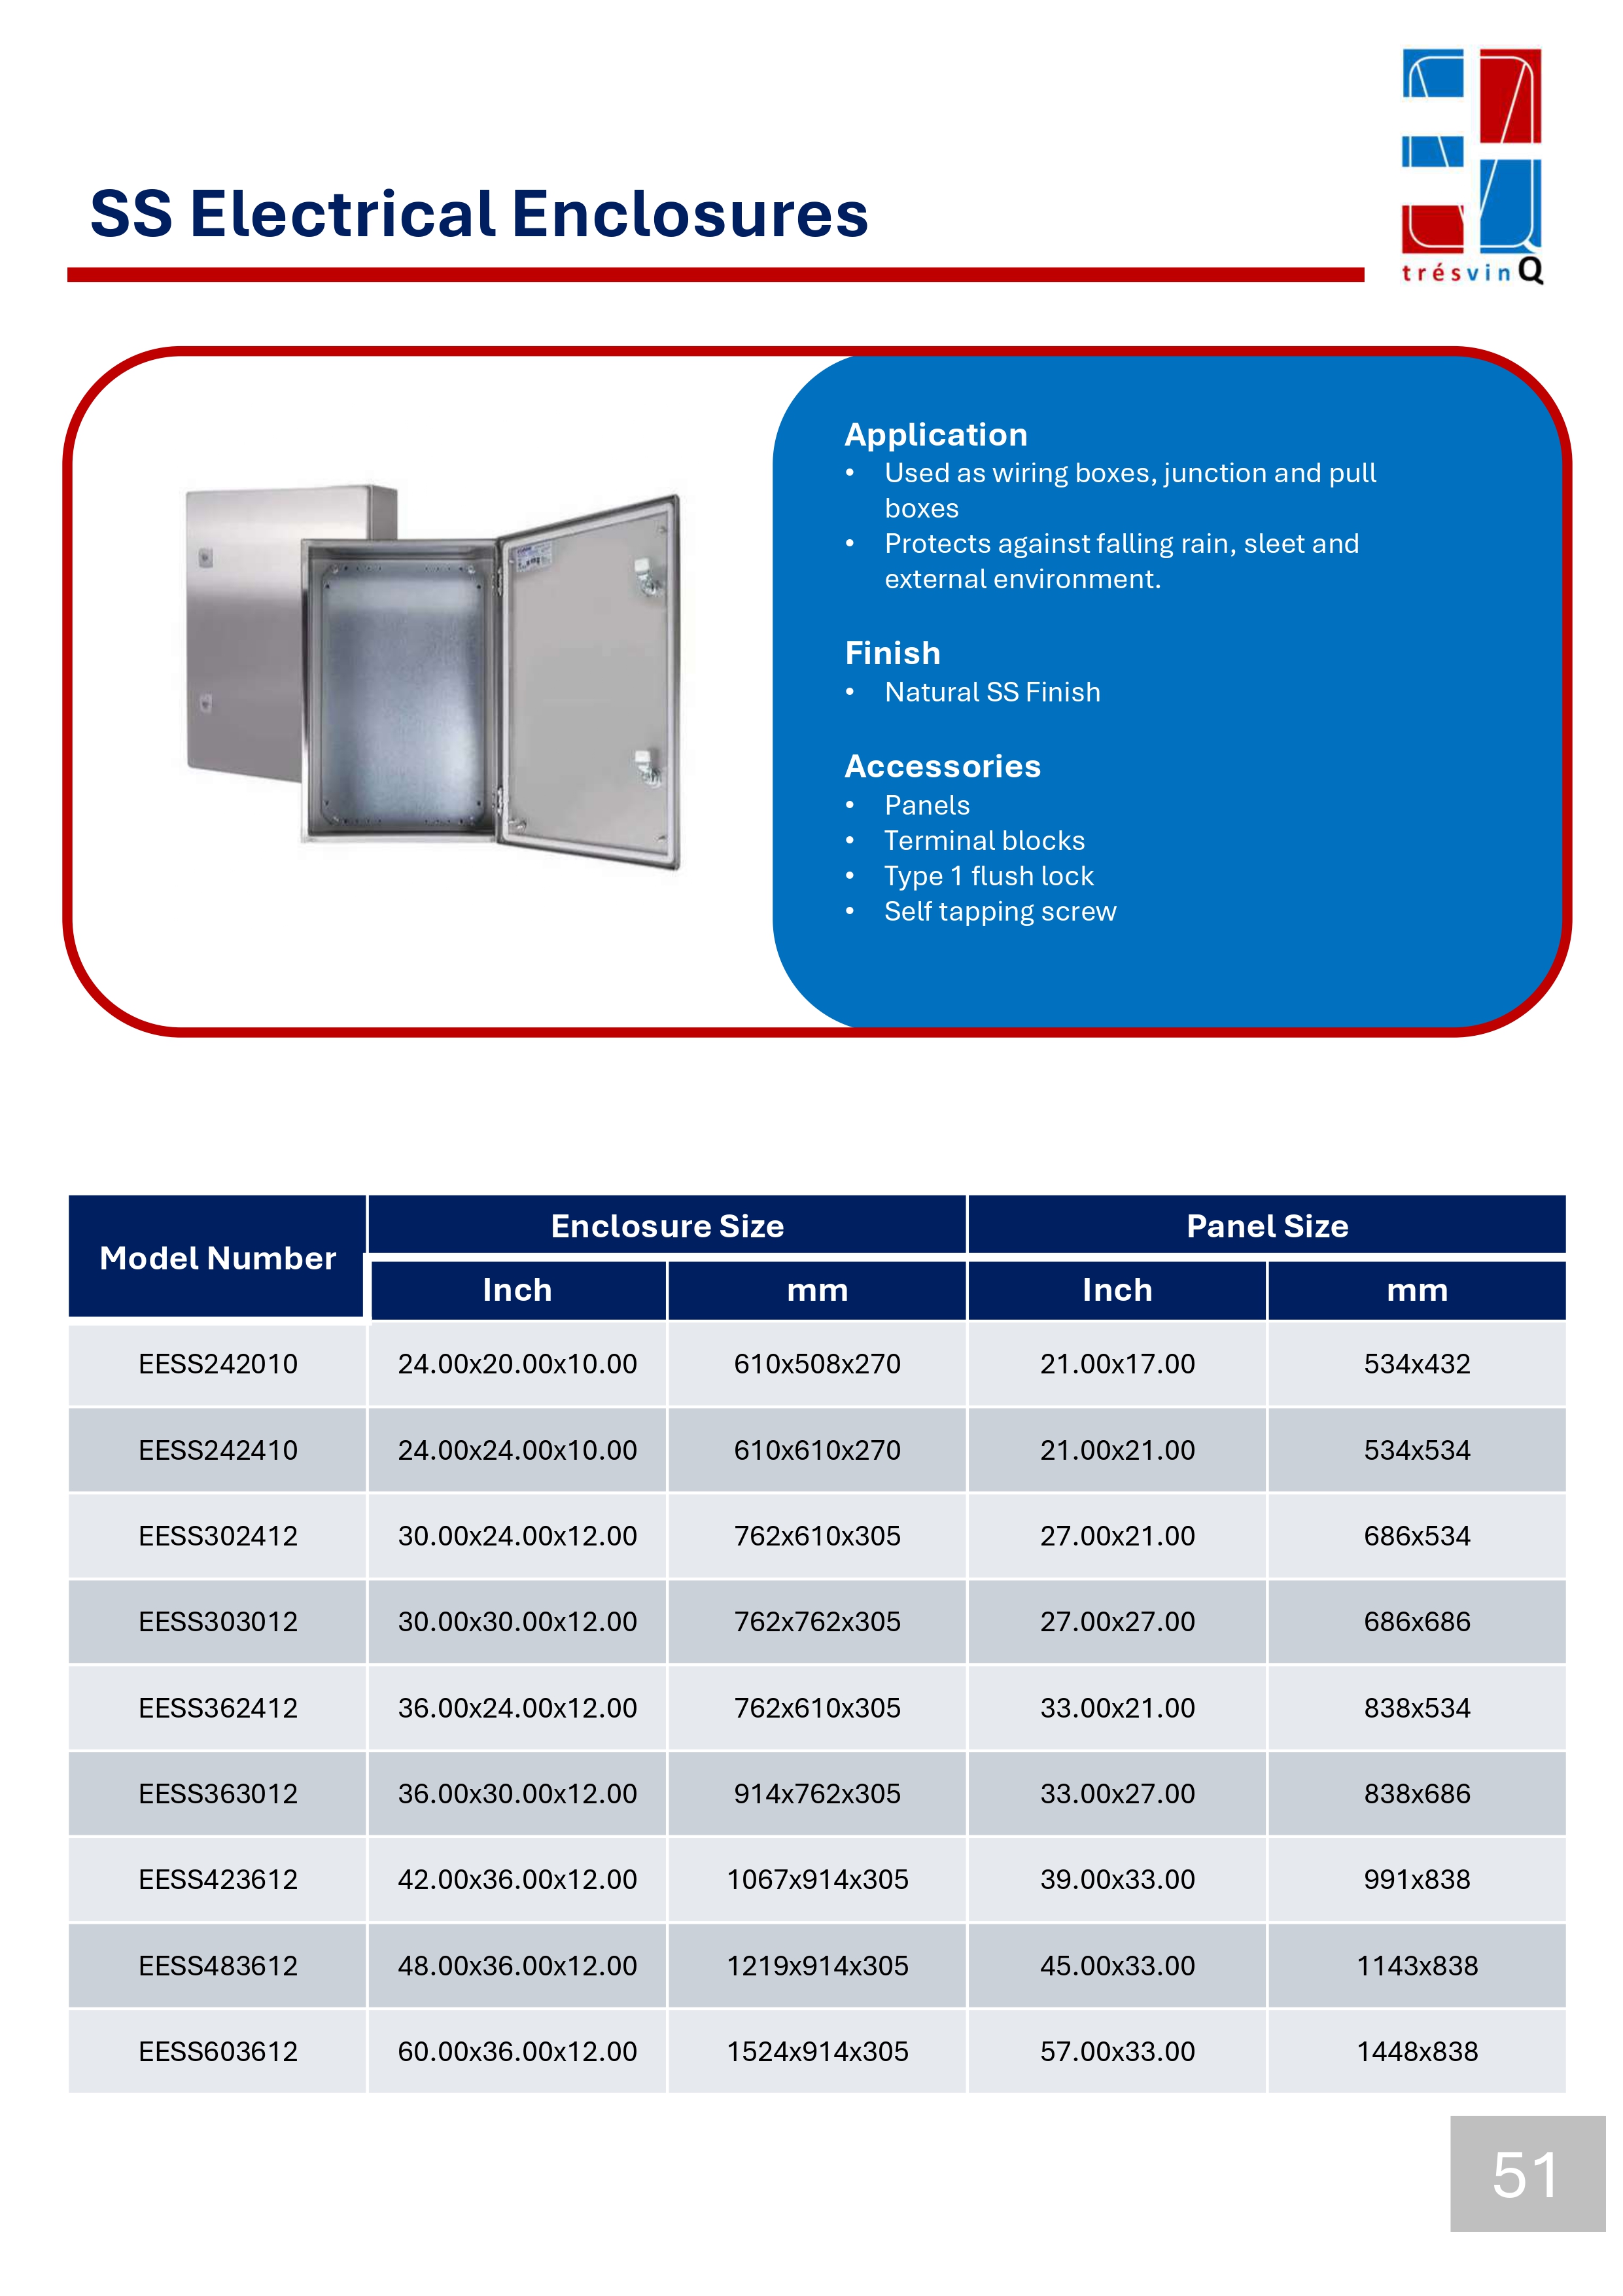 trésvinQ
SS Electrical Enclosures
Application
• Used as wiring boxes, junction and pull
boxes
• Protects against falling rain, sleet and
external environment.
Finish
• Natural SS Finish
Accessories
• Panels
• Terminal blocks
• Type 1 flush lock
• Self tapping screw
Model Number Enclosure Size Panel Size
Inch mm Inch mm
EESS242010 24.00x20.00x10.00 610x508x270 21.00x17.00 534x432
EESS242410 24.00x24.00x10.00 610x610x270 21.00x21.00 534x534
EESS302412 30.00x24.00x12.00 762x610x305 27.00x21.00 686x534
EESS303012 30.00x30.00x12.00 762x762x305 27.00x27.00 686x686
EESS362412 36.00x24.00x12.00 762x610x305 33.00x21.00 838x534
EESS363012 36.00x30.00x12.00 914x762x305 33.00x27.00 838x686
EESS423612 42.00x36.00x12.00 1067x914x305 39.00x33.00 991x838
EESS483612 48.00x36.00x12.00 1219x914x305 45.00x33.00 1143x838
EESS603612 60.00x36.00x12.00 1524x914x305 57.00x33.00 1448x838
51